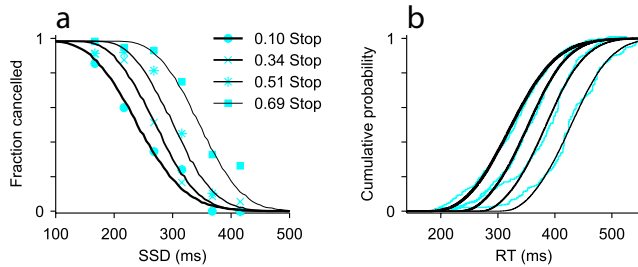 a
1
0
Fraction cancelled
100 200 300 400 500
SSD (ms)
0.10 Stop
0.34 Stop
0.51 Stop
0.69 Stop
b
1
0
Cumulative probability
200 300 400 500
RT (ms)